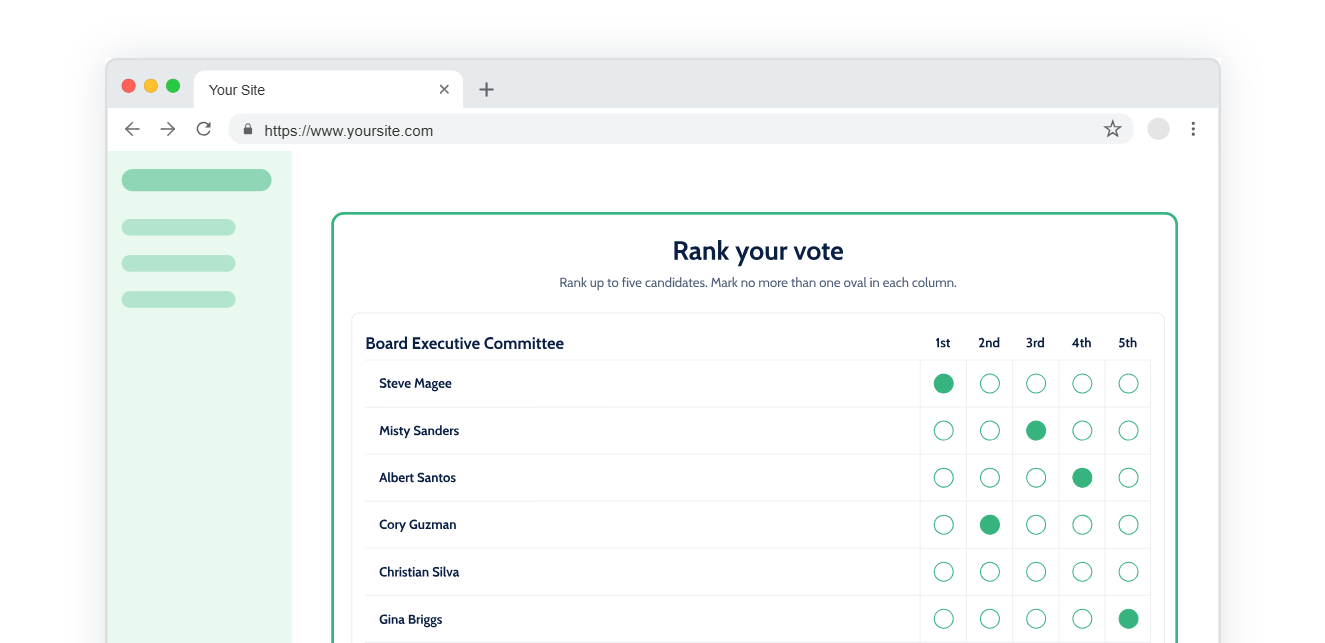 Your Site
https://www.yoursite.com
Rank your vote
Rank up to five candidates. Mark no more than one oval in each column.
Board Executive Committee 1st 2nd 3rd 4th 5th
Steve Magee
Misty Sanders
Albert Santos
Cory Guzman
Christian Silva
Gina Briggs